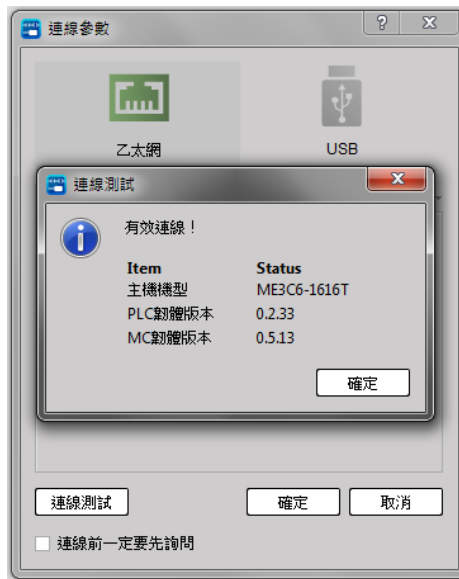 連線參數
乙太網
USB
連線測試
有效連線！
Item Status
主機機型 ME3C6-1616T
PLC韌體版本 0.2.33
MC韌體版本 0.5.13
確定
連線測試 確定 取消
連線前一定要先詢問